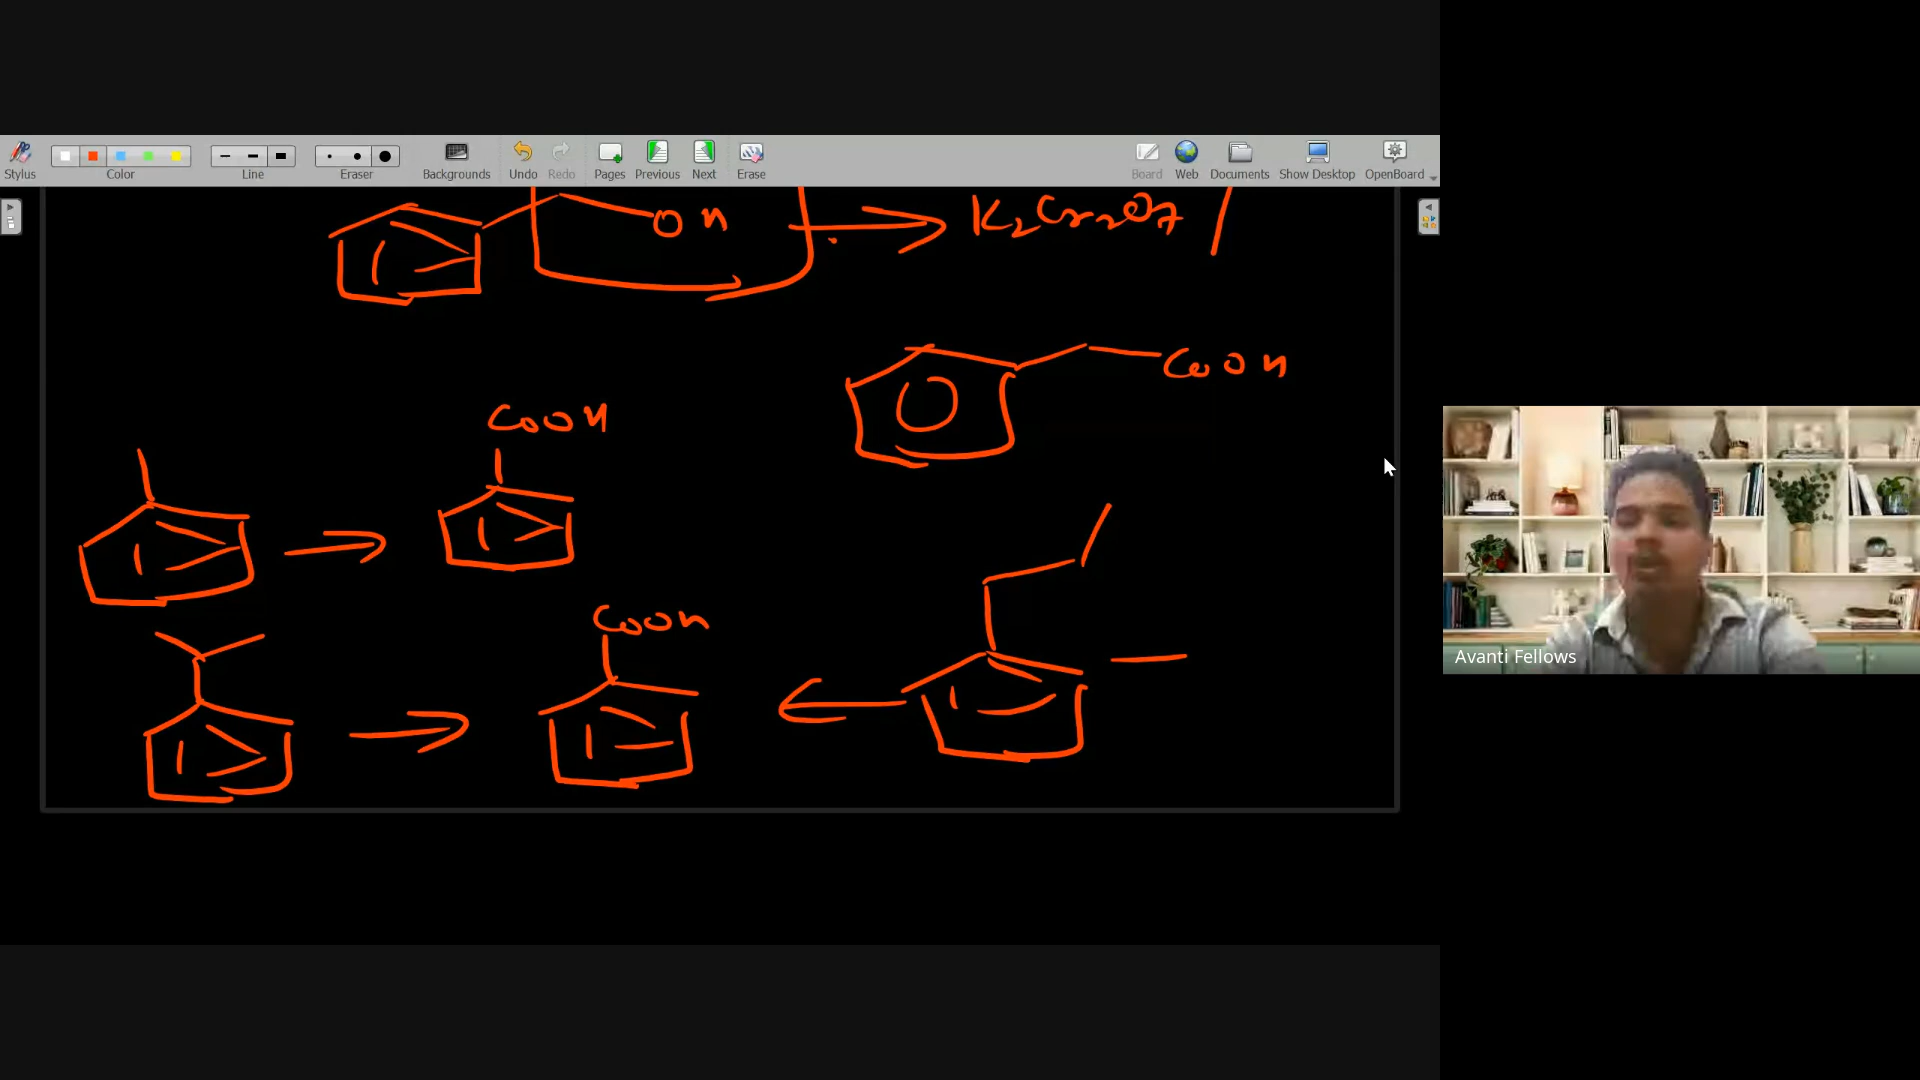 Stylus Color Line Eraser Backgrounds Undo Redo Pages Previous Next Erase Board Web Documents Show Desktop OpenBoard
OH → K₂Cr₂O₇ /
COOH
COOH
COOH
Avanti Fellows